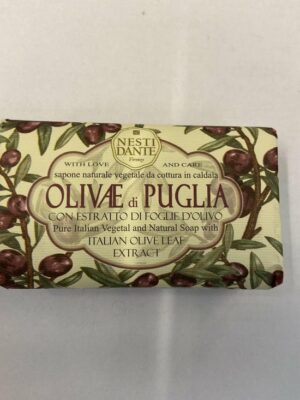 NESTI
DANTE
Firenze
WITH LOVE AND CARE
sapone naturale vegetale da cottura in caldaia
OLIVÆ di PUGLIA
CON ESTRATTO DI FOGLIE D'OLIVO
Pure Italian Vegetal and Natural Soap with
ITALIAN OLIVE LEAF
EXTRACT